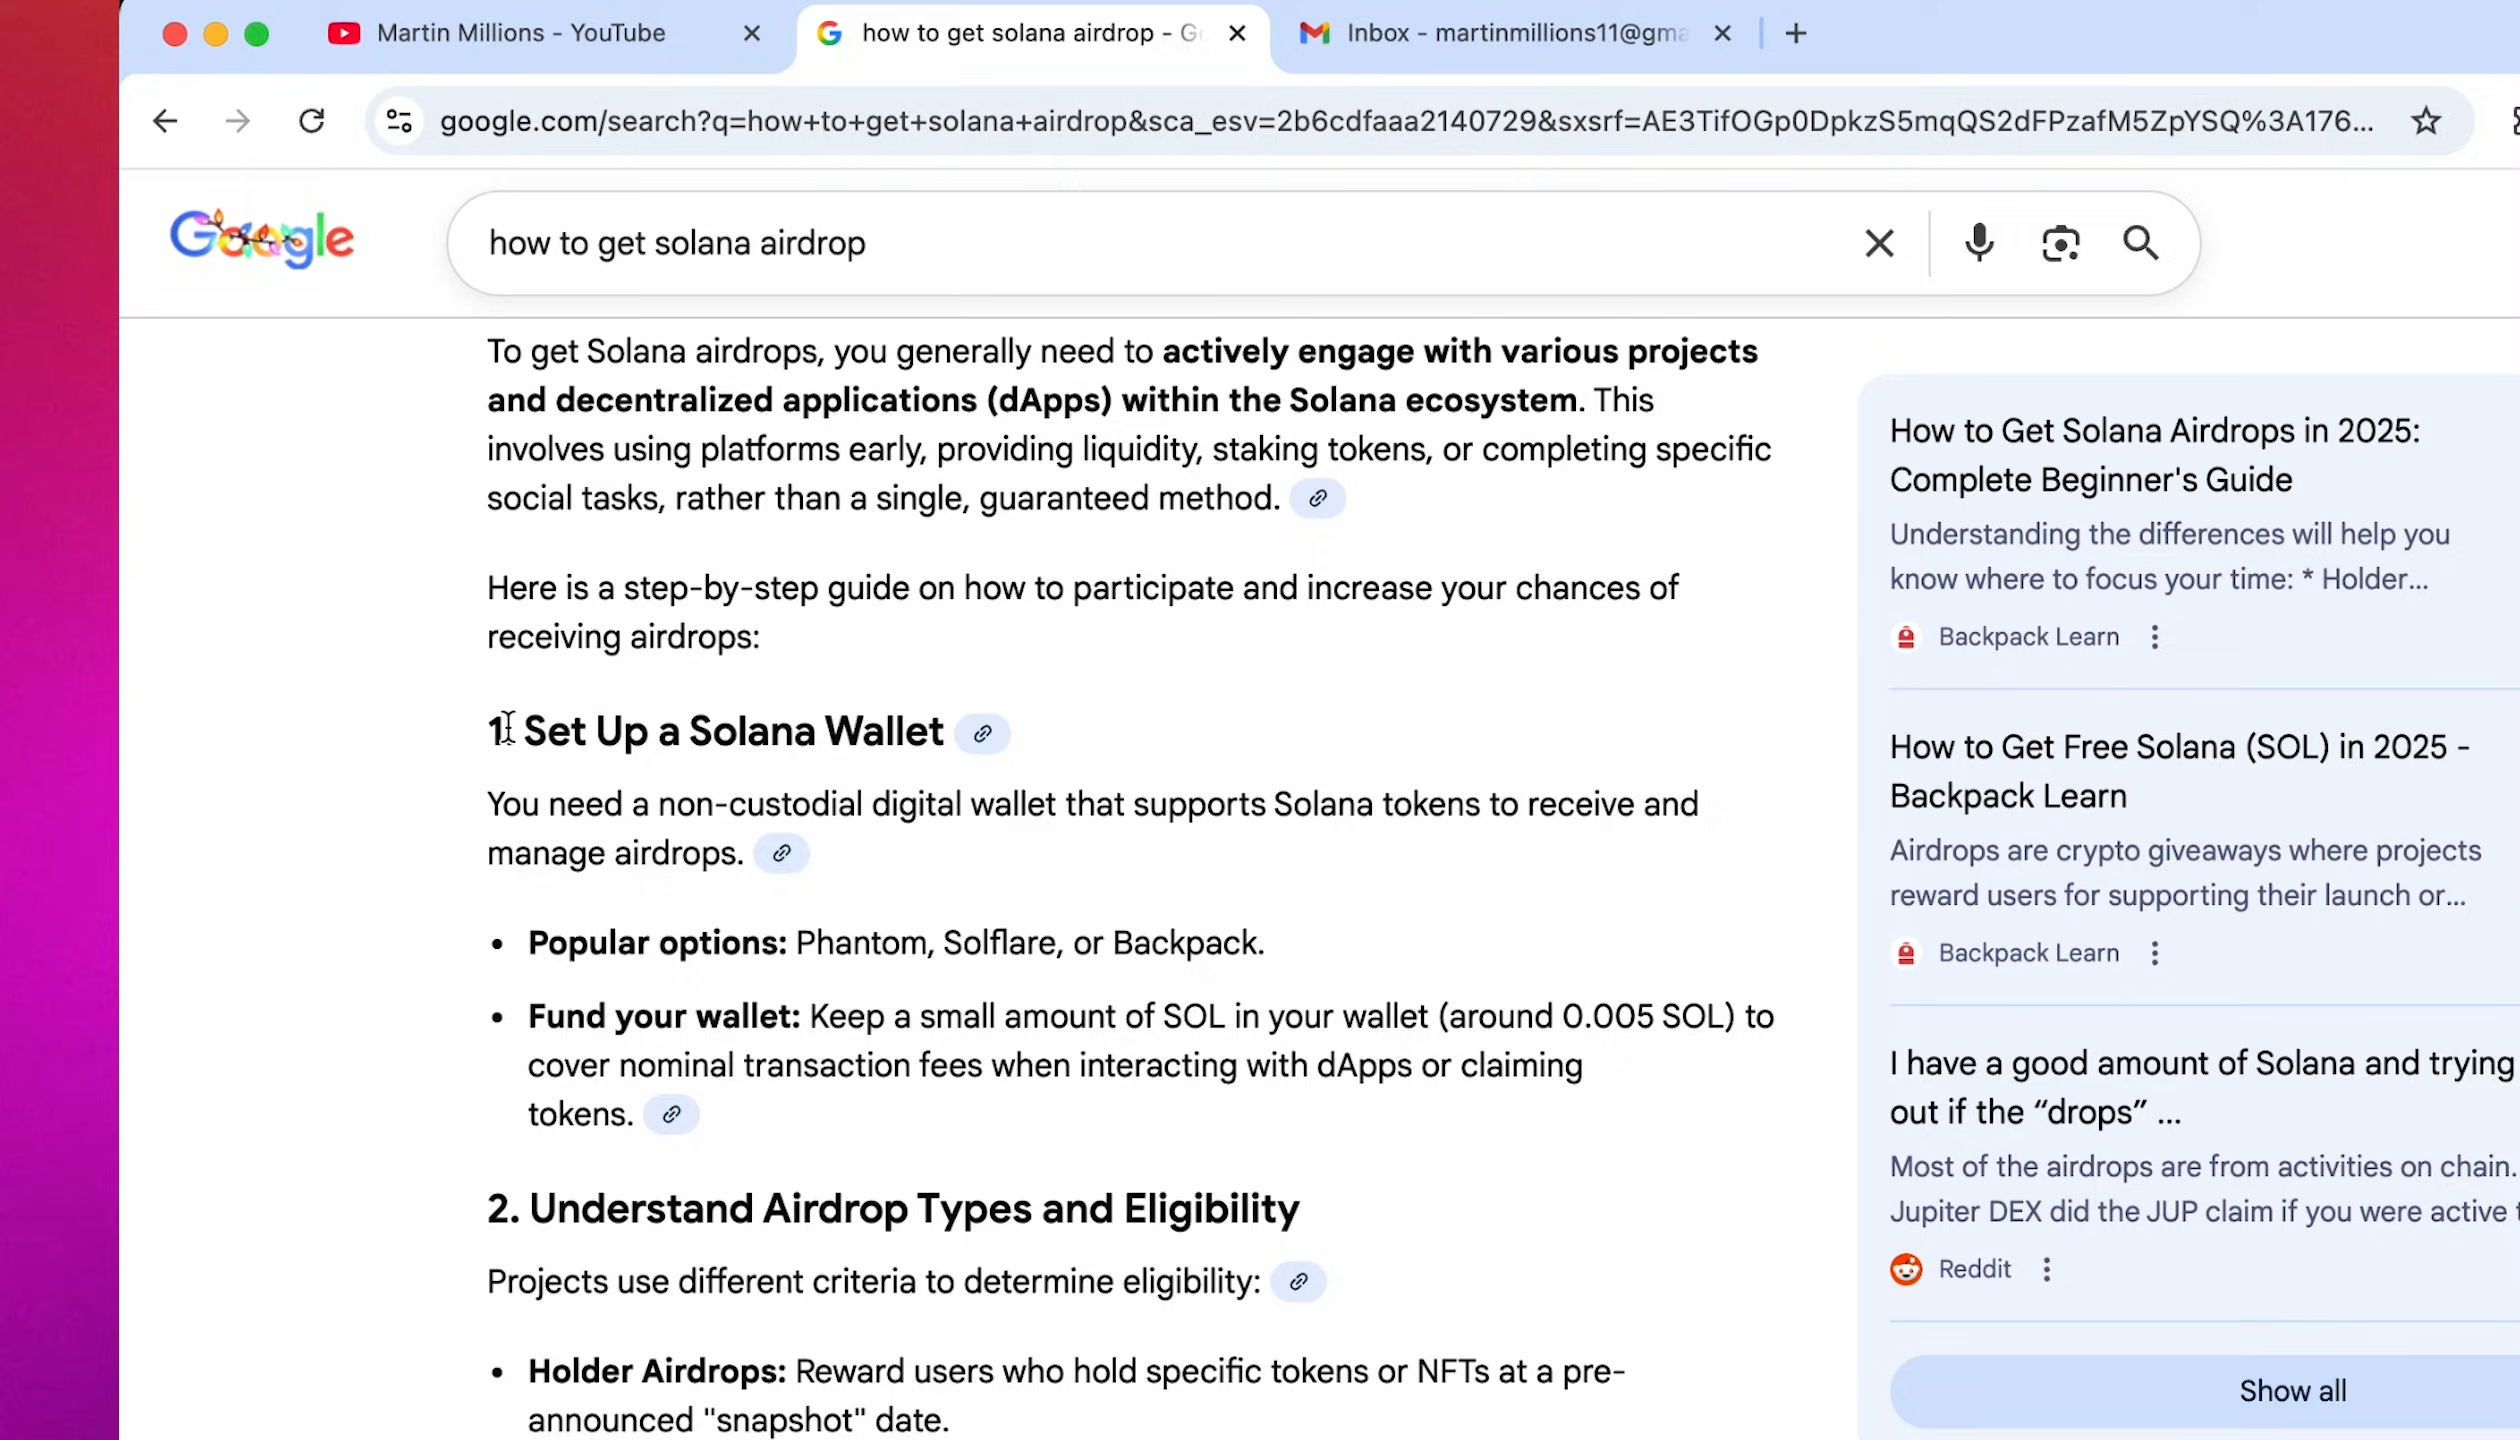 Martin Millions - YouTube
how to get solana airdrop - G
Inbox - martinmillions11@gma
google.com/search?q=how+to+get+solana+airdrop&sca_esv=2b6cdfaaa2140729&sxsrf=AE3TifOGp0DpkzS5mqQS2dFPzafM5ZpYSQ%3A176...
Google
how to get solana airdrop
To get Solana airdrops, you generally need to actively engage with various projects
and decentralized applications (dApps) within the Solana ecosystem. This
involves using platforms early, providing liquidity, staking tokens, or completing specific
social tasks, rather than a single, guaranteed method.
Here is a step-by-step guide on how to participate and increase your chances of
receiving airdrops:
1. Set Up a Solana Wallet
You need a non-custodial digital wallet that supports Solana tokens to receive and
manage airdrops.
• Popular options: Phantom, Solflare, or Backpack.
• Fund your wallet: Keep a small amount of SOL in your wallet (around 0.005 SOL) to
cover nominal transaction fees when interacting with dApps or claiming
tokens.
2. Understand Airdrop Types and Eligibility
Projects use different criteria to determine eligibility:
• Holder Airdrops: Reward users who hold specific tokens or NFTs at a pre-
announced "snapshot" date.
How to Get Solana Airdrops in 2025:
Complete Beginner's Guide
Understanding the differences will help you
know where to focus your time: * Holder...
Backpack Learn
How to Get Free Solana (SOL) in 2025 -
Backpack Learn
Airdrops are crypto giveaways where projects
reward users for supporting their launch or...
Backpack Learn
I have a good amount of Solana and trying
out if the “drops” ...
Most of the airdrops are from activities on chain.
Jupiter DEX did the JUP claim if you were active
Reddit
Show all